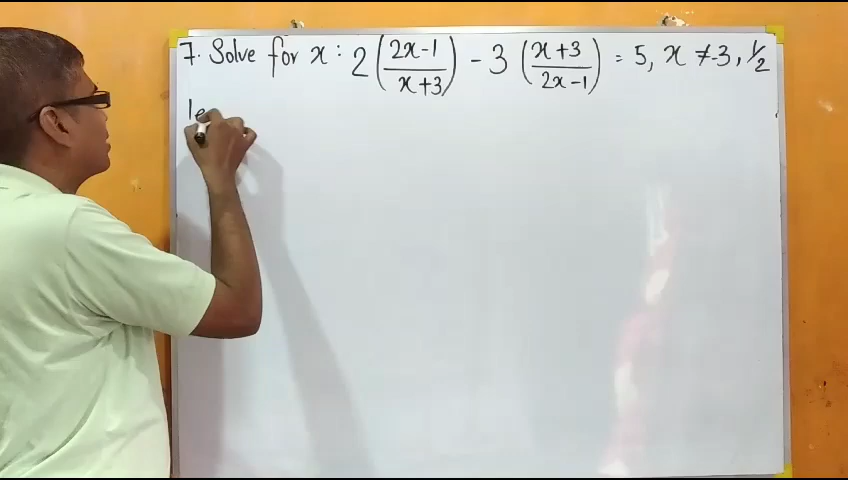 7. Solve for x : 2 ( (2x-1)/(x+3) ) - 3 ( (x+3)/(2x-1) ) = 5, x ≠ -3, 1/2
le